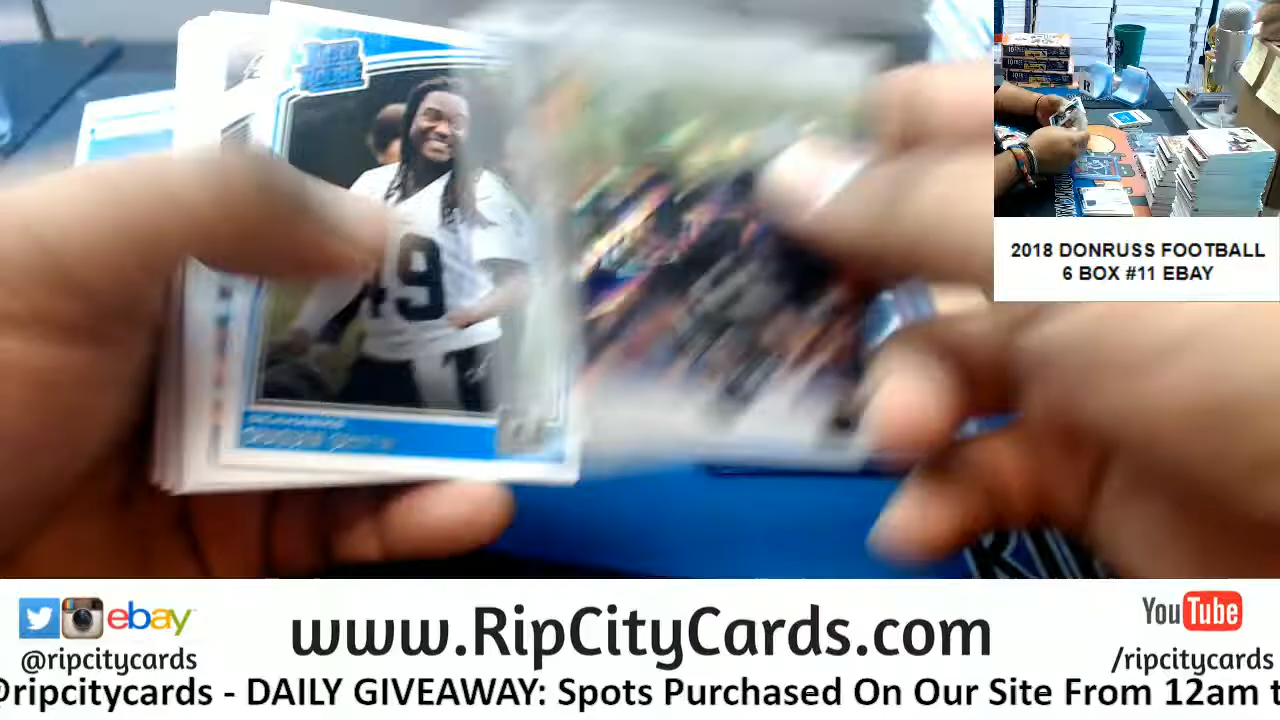 RATED
ROOKIE
49
2018 DONRUSS FOOTBALL
6 BOX #11 EBAY
ebay
www.RipCityCards.com
YouTube
@ripcitycards
/ripcitycards
@ripcitycards - DAILY GIVEAWAY: Spots Purchased On Our Site From 12am t